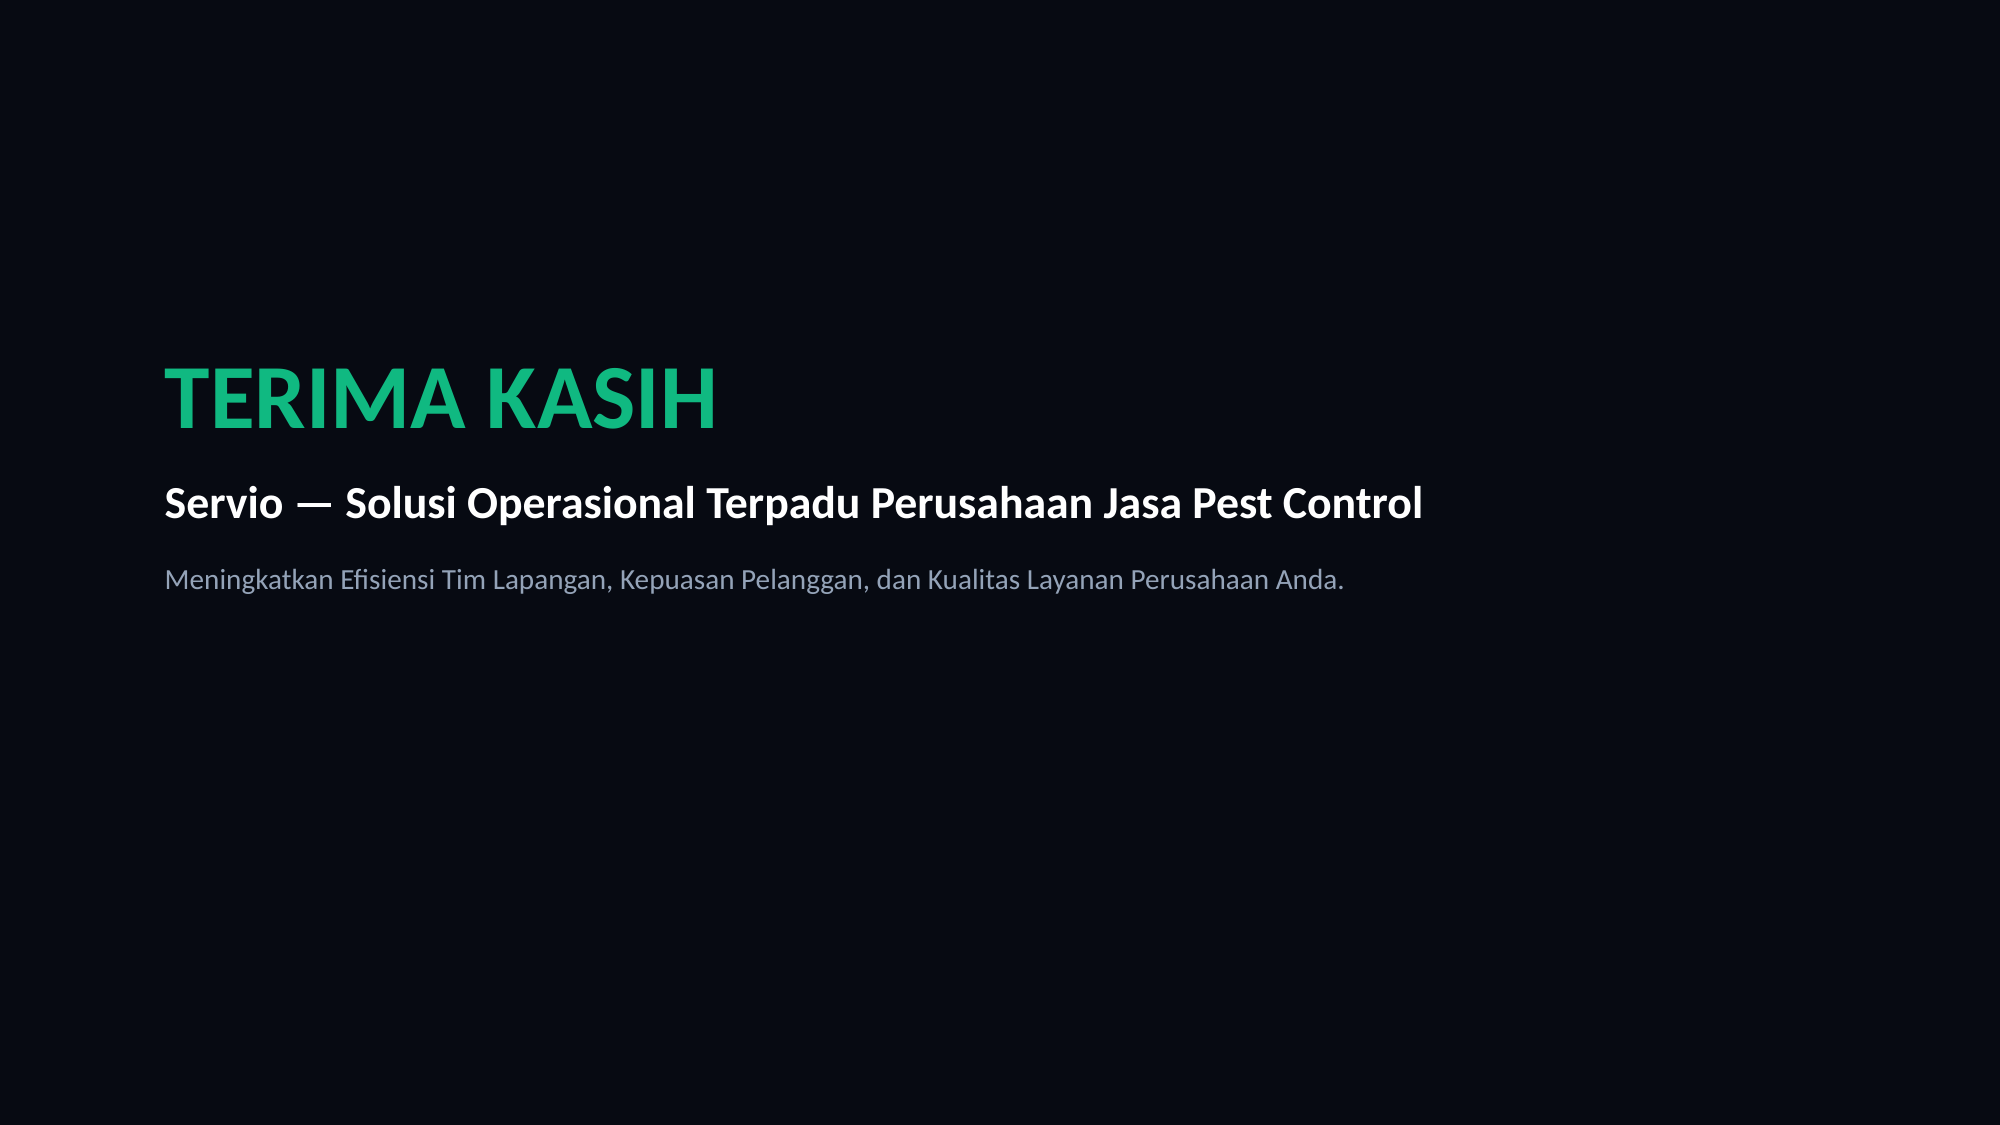 TERIMA KASIH
Servio — Solusi Operasional Terpadu Perusahaan Jasa Pest Control
Meningkatkan Efisiensi Tim Lapangan, Kepuasan Pelanggan, dan Kualitas Layanan Perusahaan Anda.